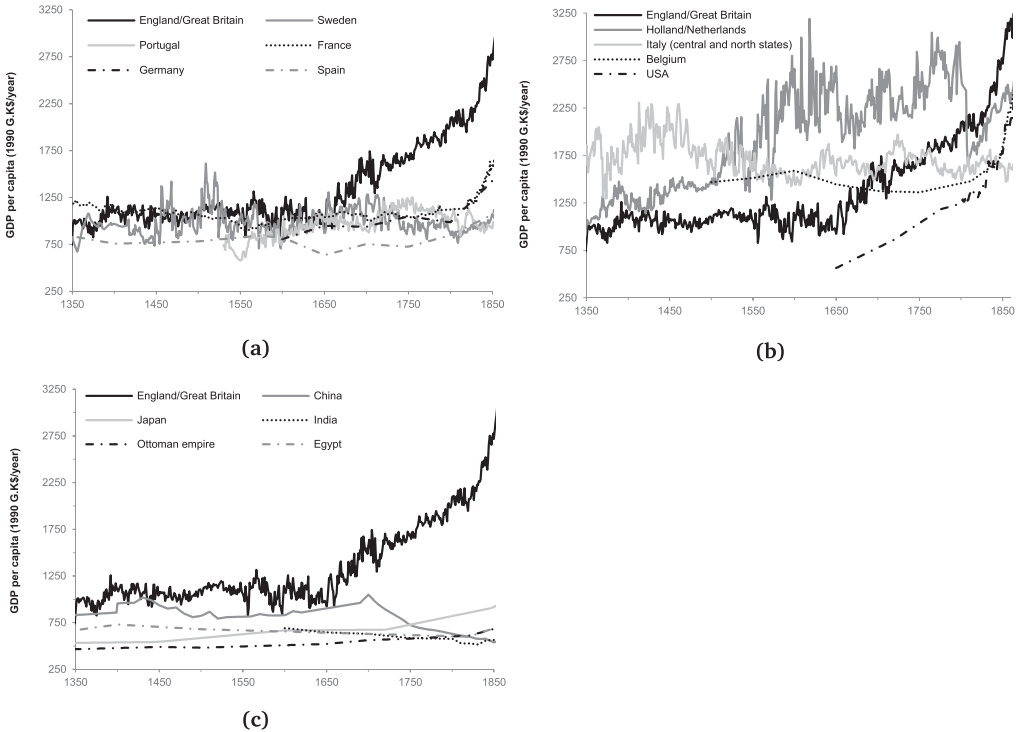 England/Great Britain
Sweden
Portugal
France
Germany
Spain
GDP per capita (1990 G.K$/year)
3250
2750
2250
1750
1250
750
250
1350 1450 1550 1650 1750 1850
(a)
England/Great Britain
Holland/Netherlands
Italy (central and north states)
Belgium
USA
GDP per capita (1990 G.K$/year)
3250
2750
2250
1750
1250
750
250
1350 1450 1550 1650 1750 1850
(b)
England/Great Britain
China
Japan
India
Ottoman empire
Egypt
GDP per capita (1990 G.K$/year)
3250
2750
2250
1750
1250
750
250
1350 1450 1550 1650 1750 1850
(c)